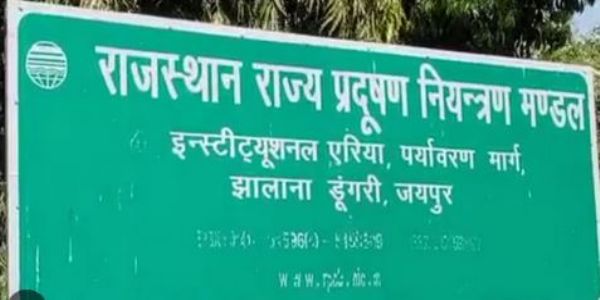 राजस्थान राज्य प्रदूषण नियन्त्रण मण्डल
इन्स्टीट्यूशनल एरिया, पर्यावरण मार्ग,
झालाना डूंगरी, जयपुर